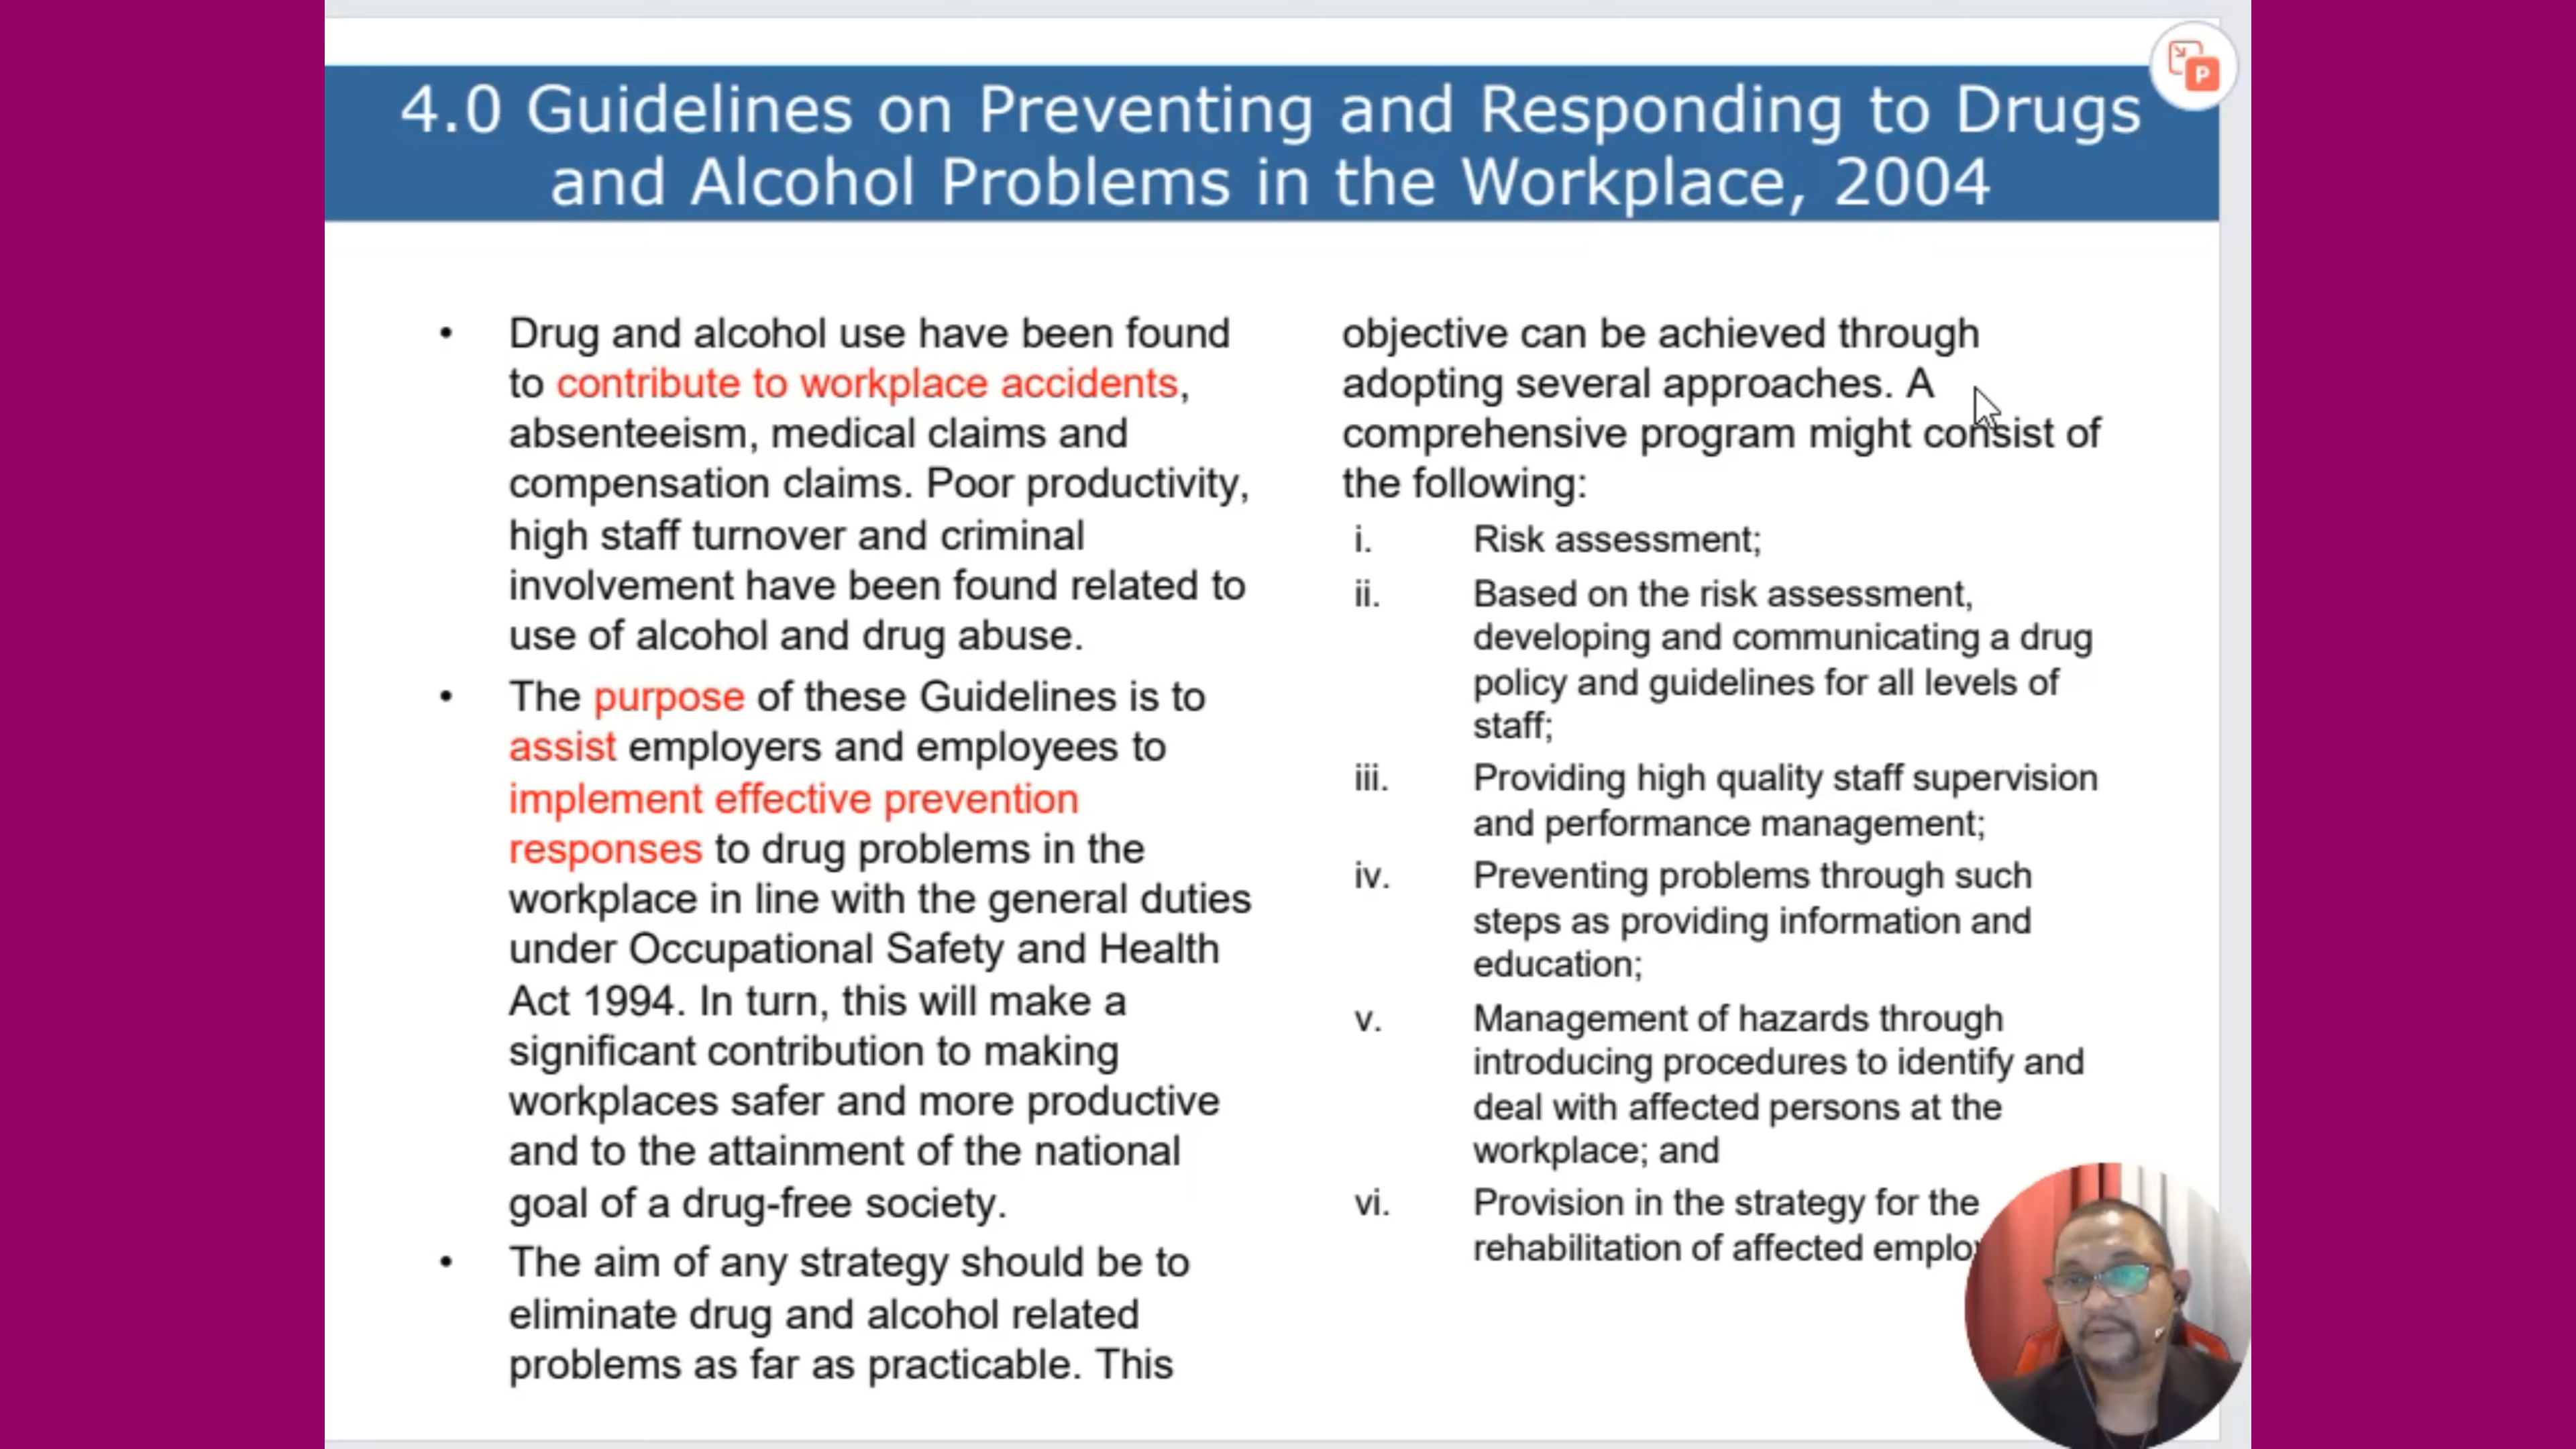 4.0 Guidelines on Preventing and Responding to Drugs
and Alcohol Problems in the Workplace, 2004
P
• Drug and alcohol use have been found
to contribute to workplace accidents,
absenteeism, medical claims and
compensation claims. Poor productivity,
high staff turnover and criminal
involvement have been found related to
use of alcohol and drug abuse.
• The purpose of these Guidelines is to
assist employers and employees to
implement effective prevention
responses to drug problems in the
workplace in line with the general duties
under Occupational Safety and Health
Act 1994. In turn, this will make a
significant contribution to making
workplaces safer and more productive
and to the attainment of the national
goal of a drug-free society.
• The aim of any strategy should be to
eliminate drug and alcohol related
problems as far as practicable. This
objective can be achieved through
adopting several approaches. A
comprehensive program might consist of
the following:
i. Risk assessment;
ii. Based on the risk assessment,
developing and communicating a drug
policy and guidelines for all levels of
staff;
iii. Providing high quality staff supervision
and performance management;
iv. Preventing problems through such
steps as providing information and
education;
v. Management of hazards through
introducing procedures to identify and
deal with affected persons at the
workplace; and
vi. Provision in the strategy for the
rehabilitation of affected